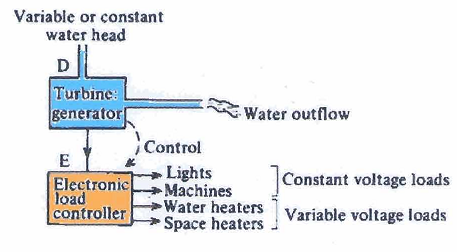 Variable or constant
water head
D
Turbine:
generator
Water outflow
Control
E
Electronic
load
controller
Lights
Machines
Water heaters
Space heaters
Constant voltage loads
Variable voltage loads